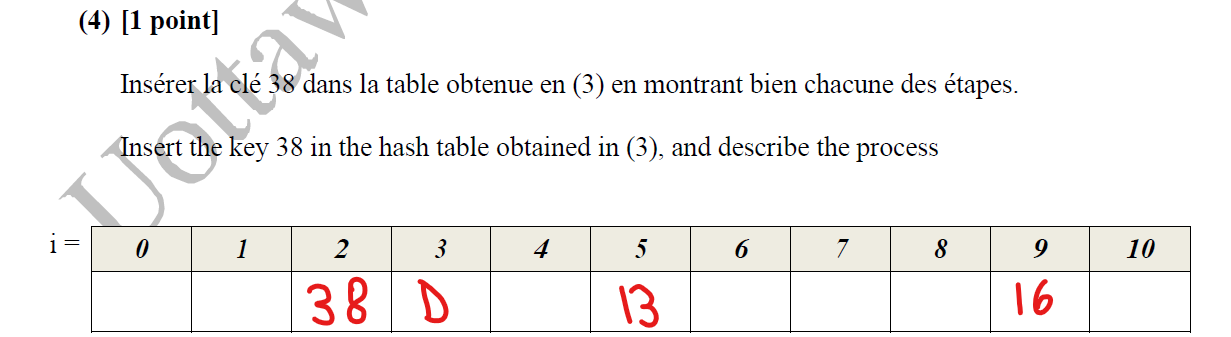 (4) [1 point]
Insérer la clé 38 dans la table obtenue en (3) en montrant bien chacune des étapes.
Insert the key 38 in the hash table obtained in (3), and describe the process
i = 0 1 2 3 4 5 6 7 8 9 10
38 D 13 16
Uottaw